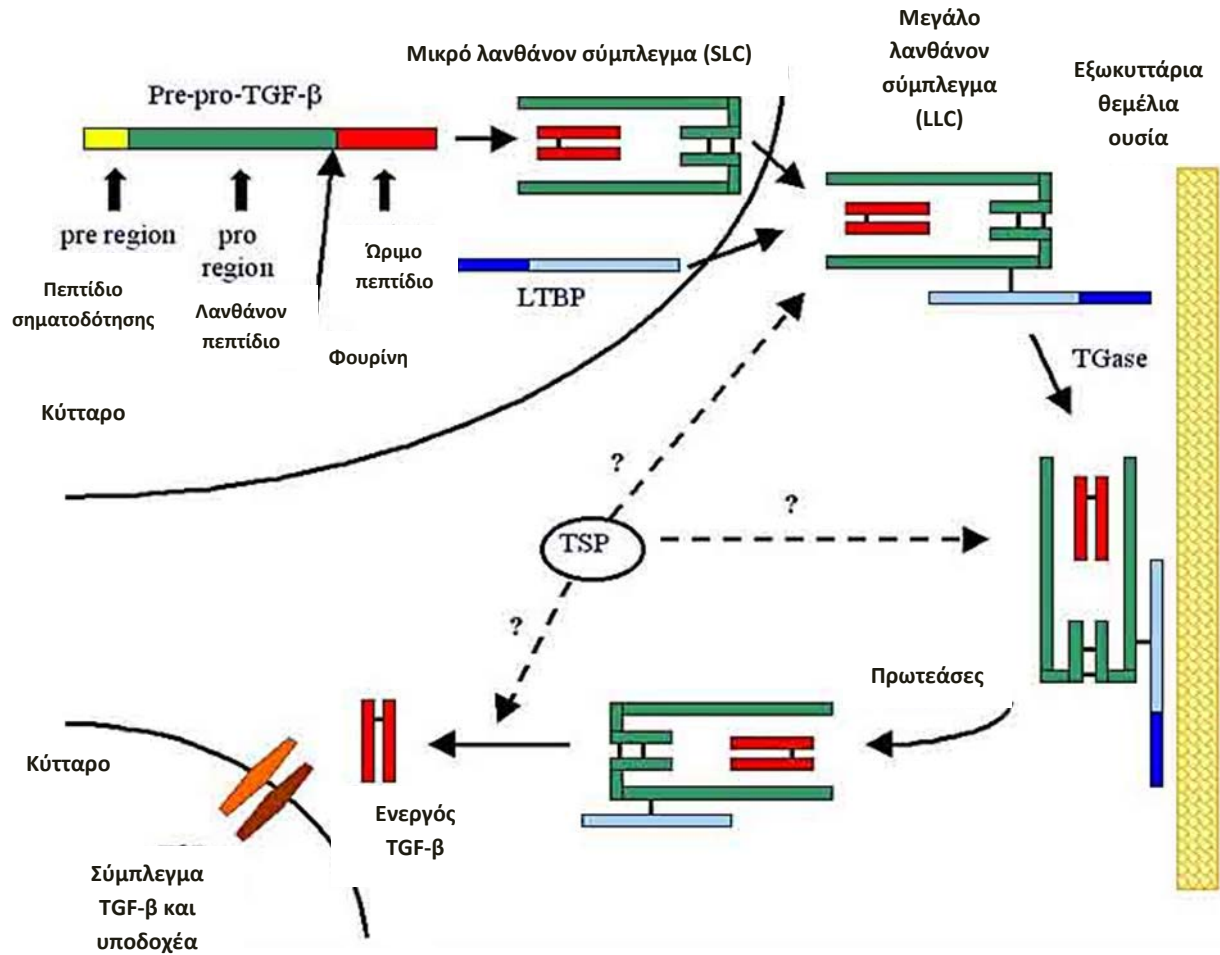 Μικρό λανθάνον σύμπλεγμα (SLC)
Μεγάλο
λανθάνον
σύμπλεγμα
(LLC)
Εξωκυττάρια
θεμέλια
ουσία
Pre-pro-TGF-β
pre region
pro
region
Ώριμο
πεπτίδιο
Πεπτίδιο
σηματοδότησης
Λανθάνον
πεπτίδιο
Φουρίνη
LTBP
TGase
Κύτταρο
?
?
TSP
?
Πρωτεάσες
Κύτταρο
Ενεργός
TGF-β
Σύμπλεγμα
TGF-β και
υποδοχέα